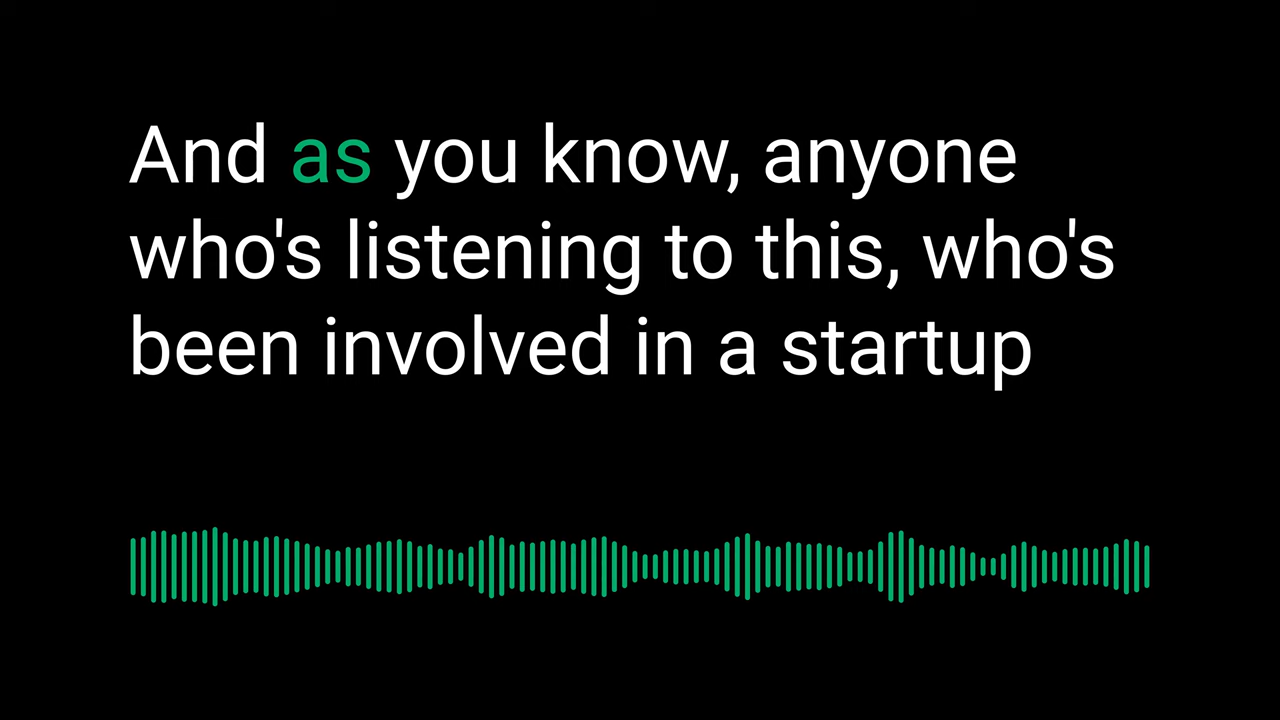 And as you know, anyone
who's listening to this, who's
been involved in a startup